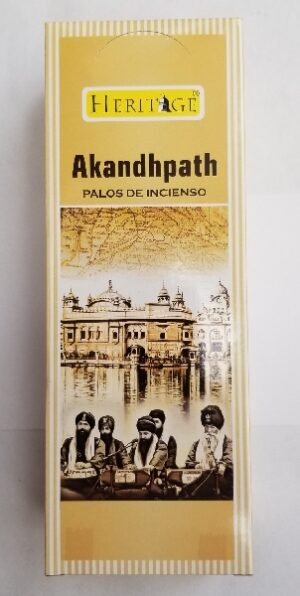 HERITAGE
Akandhpath
PALOS DE INCIENSO